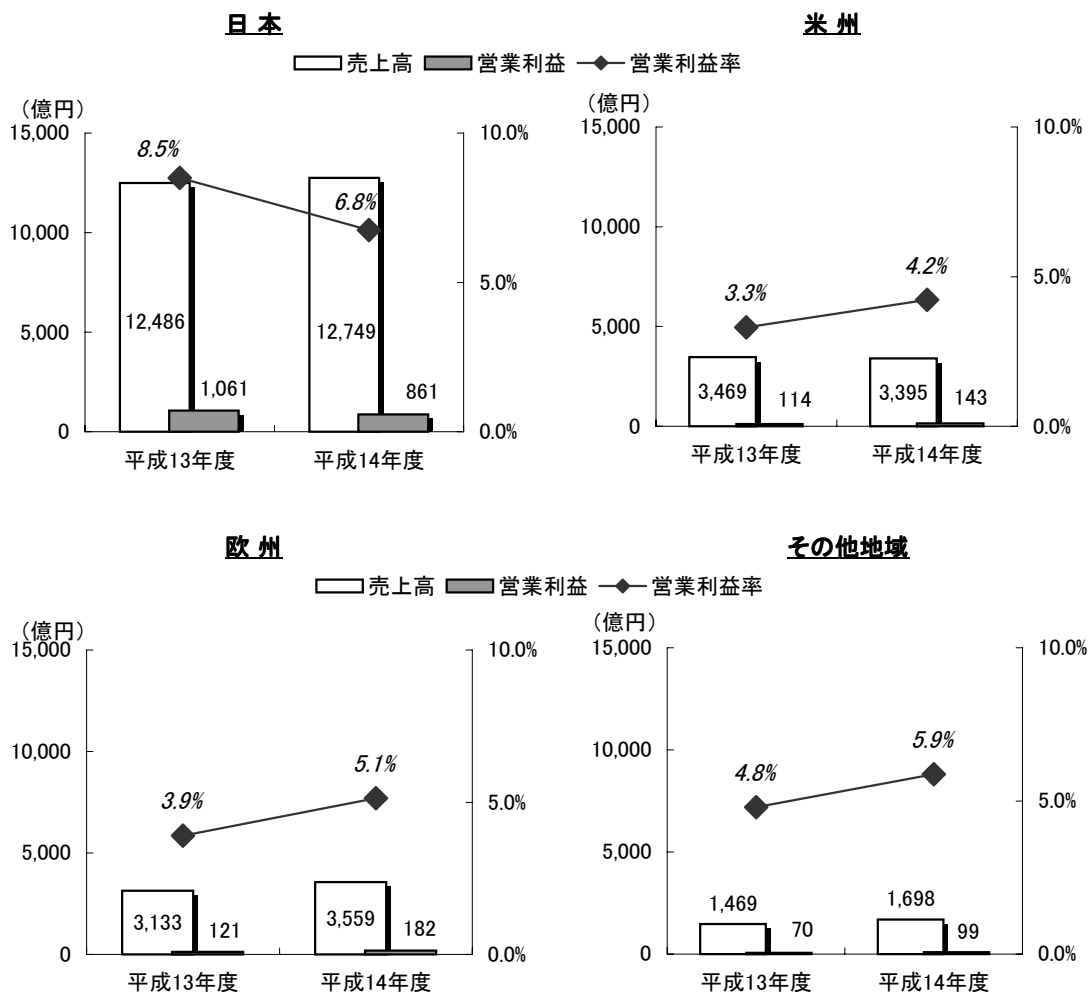 日 本
米 州
売上高 営業利益 営業利益率
（億円）
15,000
10,000
5,000
0
10.0%
5.0%
0.0%
8.5%
6.8%
12,486
1,061
12,749
861
平成13年度
平成14年度
（億円）
15,000
10,000
5,000
0
10.0%
5.0%
0.0%
3.3%
4.2%
3,469
114
3,395
143
平成13年度
平成14年度
欧 州
その他地域
売上高 営業利益 営業利益率
（億円）
15,000
10,000
5,000
0
10.0%
5.0%
0.0%
3.9%
5.1%
3,133
121
3,559
182
平成13年度
平成14年度
（億円）
15,000
10,000
5,000
0
10.0%
5.0%
0.0%
4.8%
5.9%
1,469
70
1,698
99
平成13年度
平成14年度